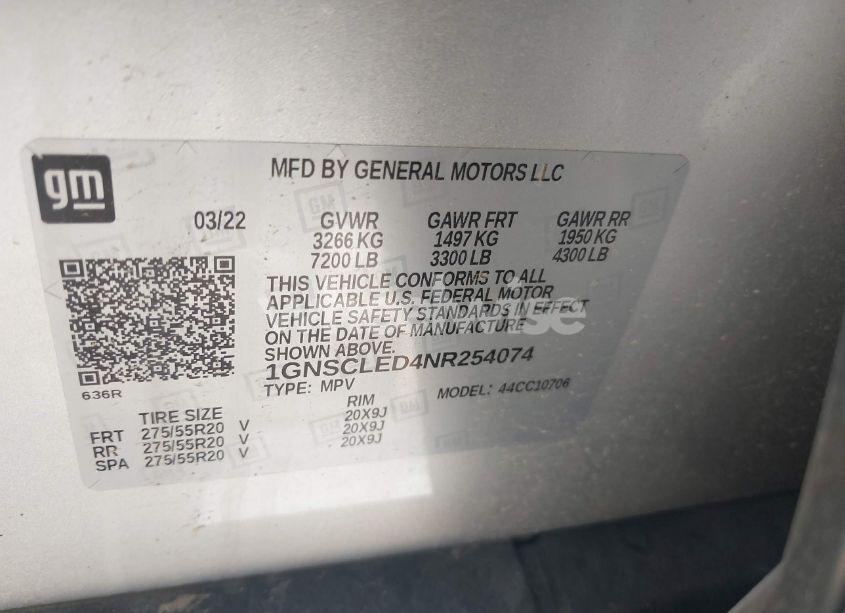 gm
MFD BY GENERAL MOTORS LLC
03/22 GVWR GAWR FRT GAWR RR
3266 KG 1497 KG 1950 KG
7200 LB 3300 LB 4300 LB
THIS VEHICLE CONFORMS TO ALL
APPLICABLE U.S. FEDERAL MOTOR
VEHICLE SAFETY STANDARDS IN EFFECT
ON THE DATE OF MANUFACTURE
SHOWN ABOVE.
1GNSCLED4NR254074
636R
TYPE: MPV MODEL: 44CC10706
TIRE SIZE RIM
FRT 275/55R20 V 20X9J
RR 275/55R20 V 20X9J
SPA 275/55R20 V 20X9J